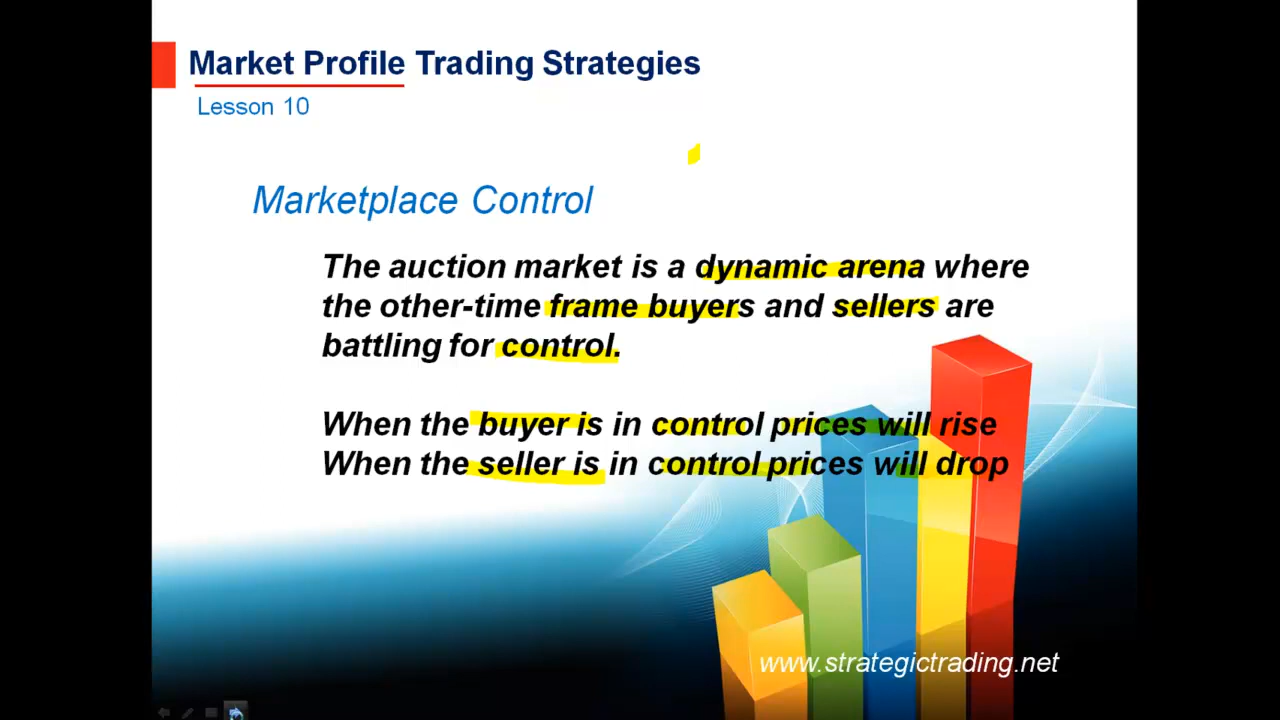 Market Profile Trading Strategies
Lesson 10
Marketplace Control
The auction market is a dynamic arena where
the other-time frame buyers and sellers are
battling for control.
When the buyer is in control prices will rise
When the seller is in control prices will drop
www.strategictrading.net